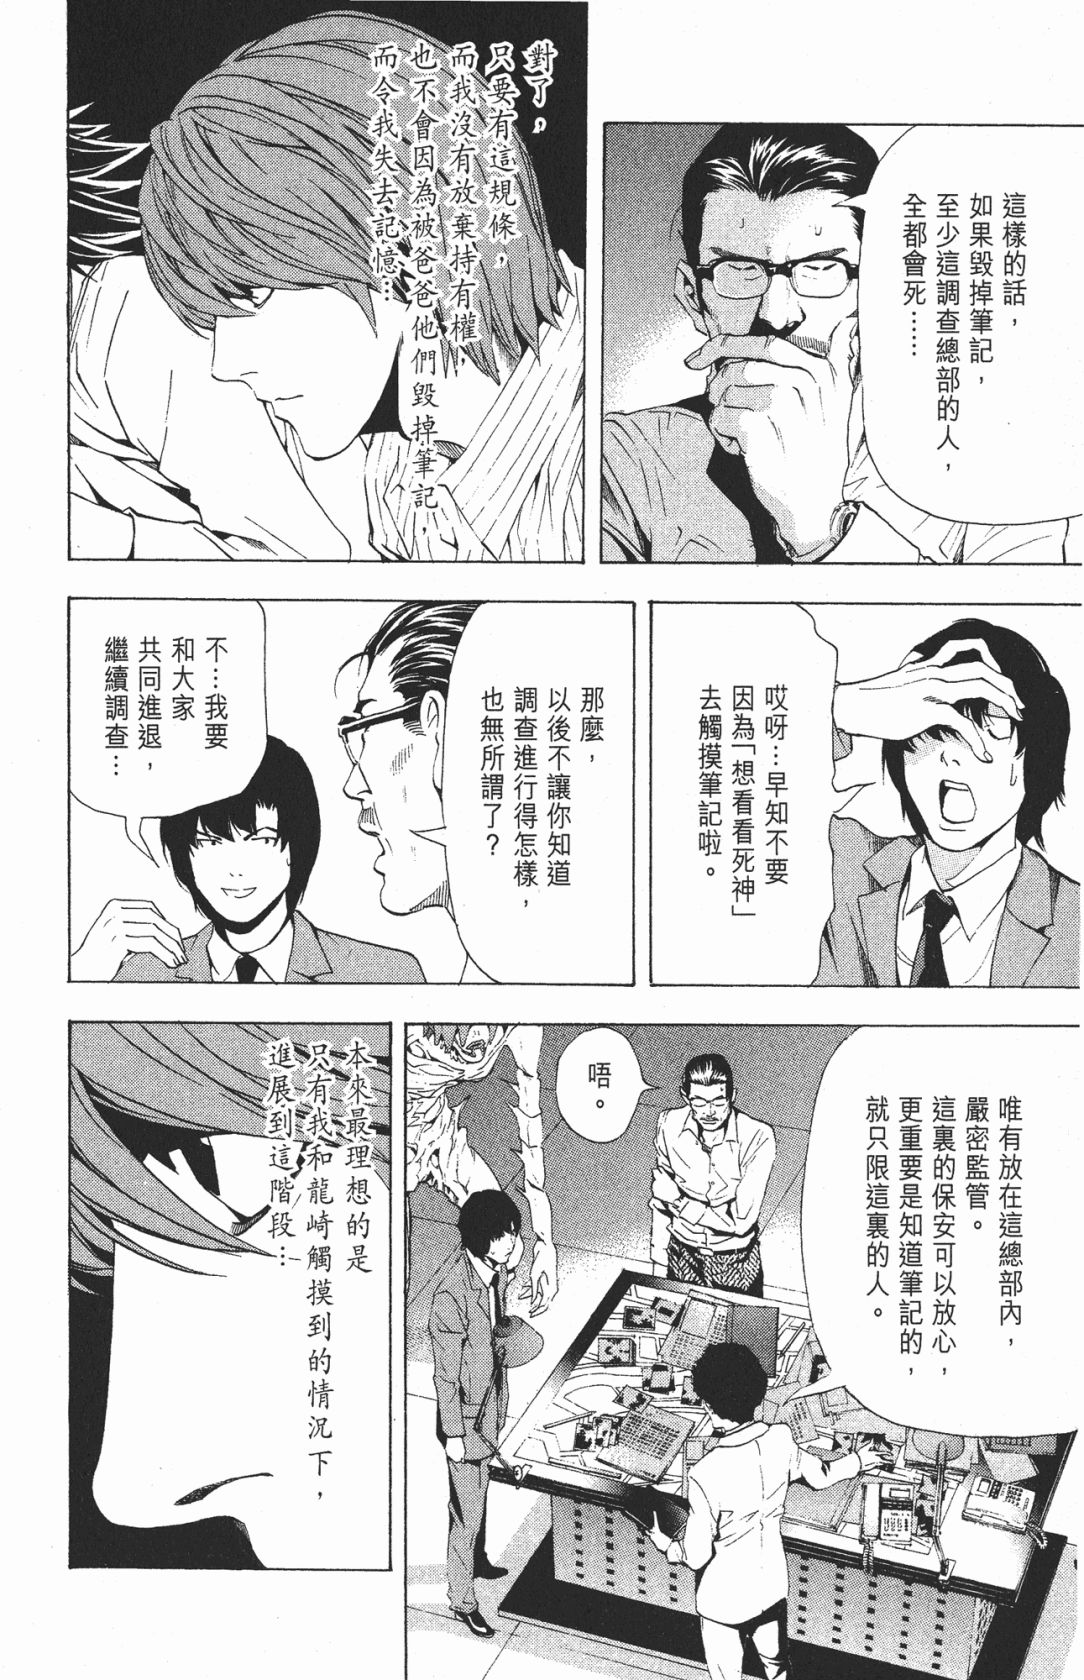 這樣的話，
如果毀掉筆記，
至少這調查總部的人，
全都會死……
對了，
只要有這規條，
而我沒有放棄持有權，
也不會因為被爸爸他們毀掉筆記，
而令我失去記憶…
哎呀…早知不要
因為「想看看死神」
去觸摸筆記啦。
那麼，
以後不讓你知道
調查進行得怎樣，
也無所謂了？
不…我要
和大家
共同進退，
繼續調查…
唯有放在這總部內，
嚴密監管。
這裏的保安可以放心，
更重要是知道筆記的，
就只限這裏的人。
唔。
本來最理想的是
只有我和龍崎觸摸到的情況下，
進展到這階段…